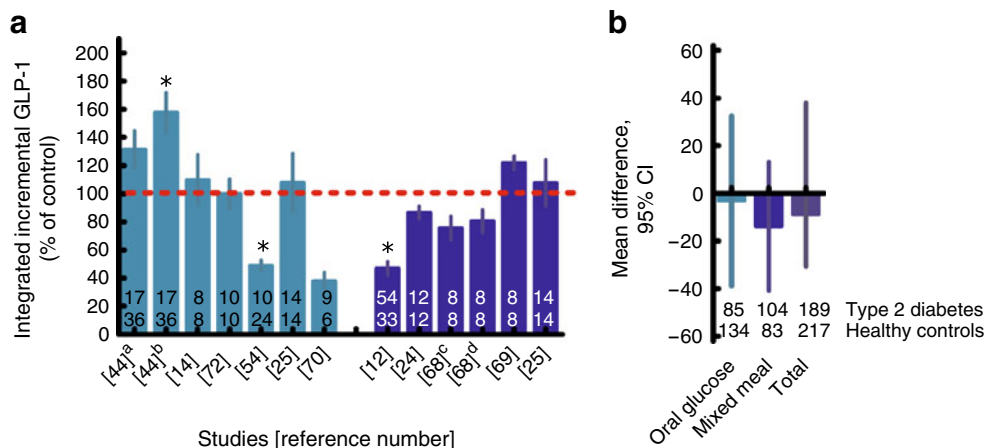 a
Integrated incremental GLP-1
(% of control)
200
180
160
140
120
100
80
60
40
20
0
*
*
*
17 17 8 10 10 14 9 54 12 8 8 8 14
36 36 8 10 24 14 6 33 12 8 8 8 14
[44]a [44]b [14] [72] [54] [25] [70] [12] [24] [68]c [68]d [69] [25]
Studies [reference number]
b
Mean difference,
95% CI
60
40
20
0
−20
−40
−60
85 104 189 Type 2 diabetes
134 83 217 Healthy controls
Oral glucose
Mixed meal
Total